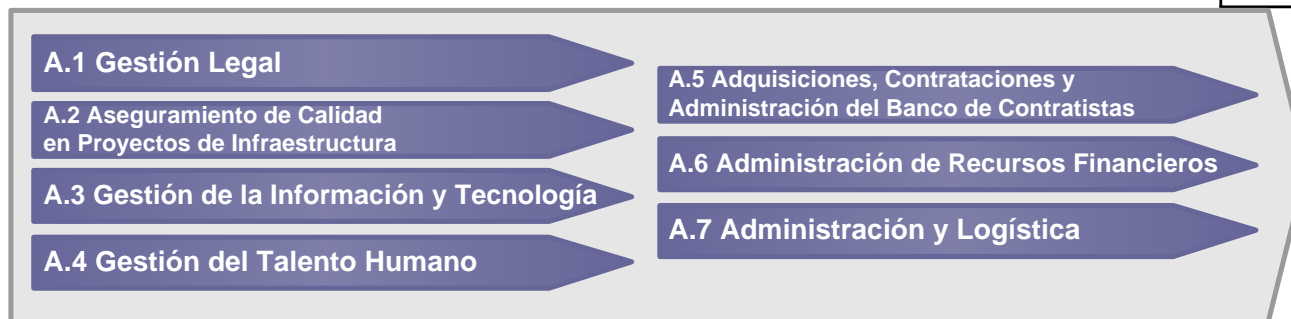 A.1 Gestión Legal
A.2 Aseguramiento de Calidad
en Proyectos de Infraestructura
A.3 Gestión de la Información y Tecnología
A.4 Gestión del Talento Humano
A.5 Adquisiciones, Contrataciones y
Administración del Banco de Contratistas
A.6 Administración de Recursos Financieros
A.7 Administración y Logística